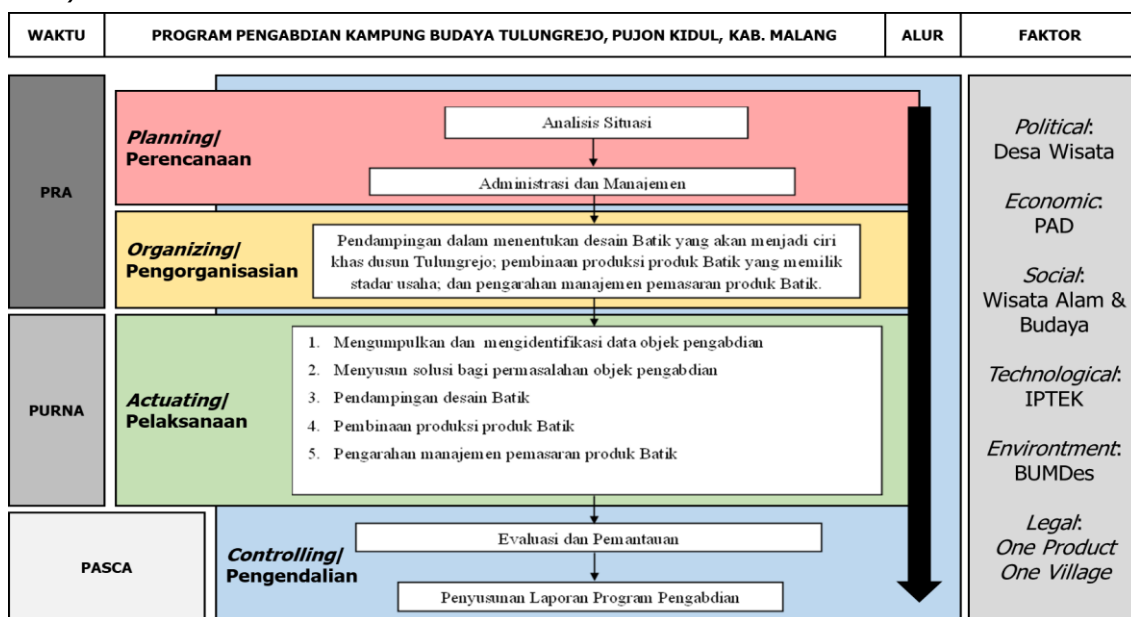 WAKTU
PROGRAM PENGABDIAN KAMPUNG BUDAYA TULUNGREJO, PUJON KIDUL, KAB. MALANG
ALUR
FAKTOR
PRA
Planning/
Perencanaan
Analisis Situasi
Administrasi dan Manajemen
Organizing/
Pengorganisasian
Pendampingan dalam menentukan desain Batik yang akan menjadi ciri
khas dusun Tulungrejo; pembinaan produksi produk Batik yang memilik
stadar usaha; dan pengarahan manajemen pemasaran produk Batik.
PURNA
Actuating/
Pelaksanaan
1. Mengumpulkan dan mengidentifikasi data objek pengabdian
2. Menyusun solusi bagi permasalahan objek pengabdian
3. Pendampingan desain Batik
4. Pembinaan produksi produk Batik
5. Pengarahan manajemen pemasaran produk Batik
PASCA
Controlling/
Pengendalian
Evaluasi dan Pemantauan
Penyusunan Laporan Program Pengabdian
Political:
Desa Wisata
Economic:
PAD
Social:
Wisata Alam &
Budaya
Technological:
IPTEK
Environtment:
BUMDes
Legal:
One Product
One Village